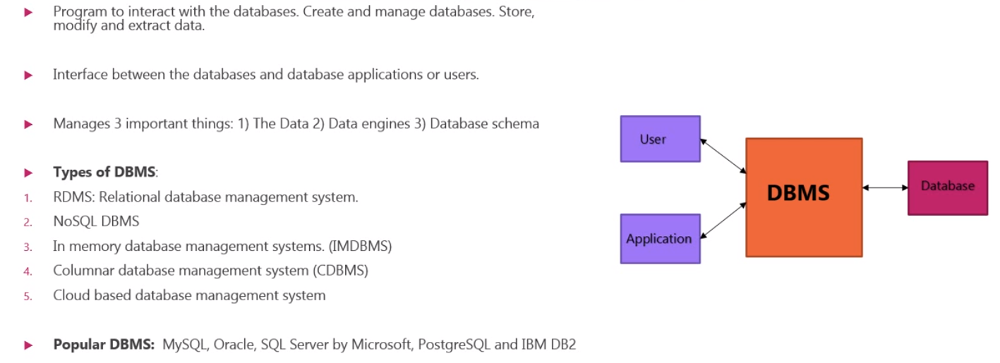 Program to interact with the databases. Create and manage databases. Store,
modify and extract data.
Interface between the databases and database applications or users.
Manages 3 important things: 1) The Data 2) Data engines 3) Database schema
Types of DBMS:
1. RDMS: Relational database management system.
2. NoSQL DBMS
3. In memory database management systems. (IMDBMS)
4. Columnar database management system (CDBMS)
5. Cloud based database management system
Popular DBMS: MySQL, Oracle, SQL Server by Microsoft, PostgreSQL and IBM DB2
User
Application
DBMS
Database